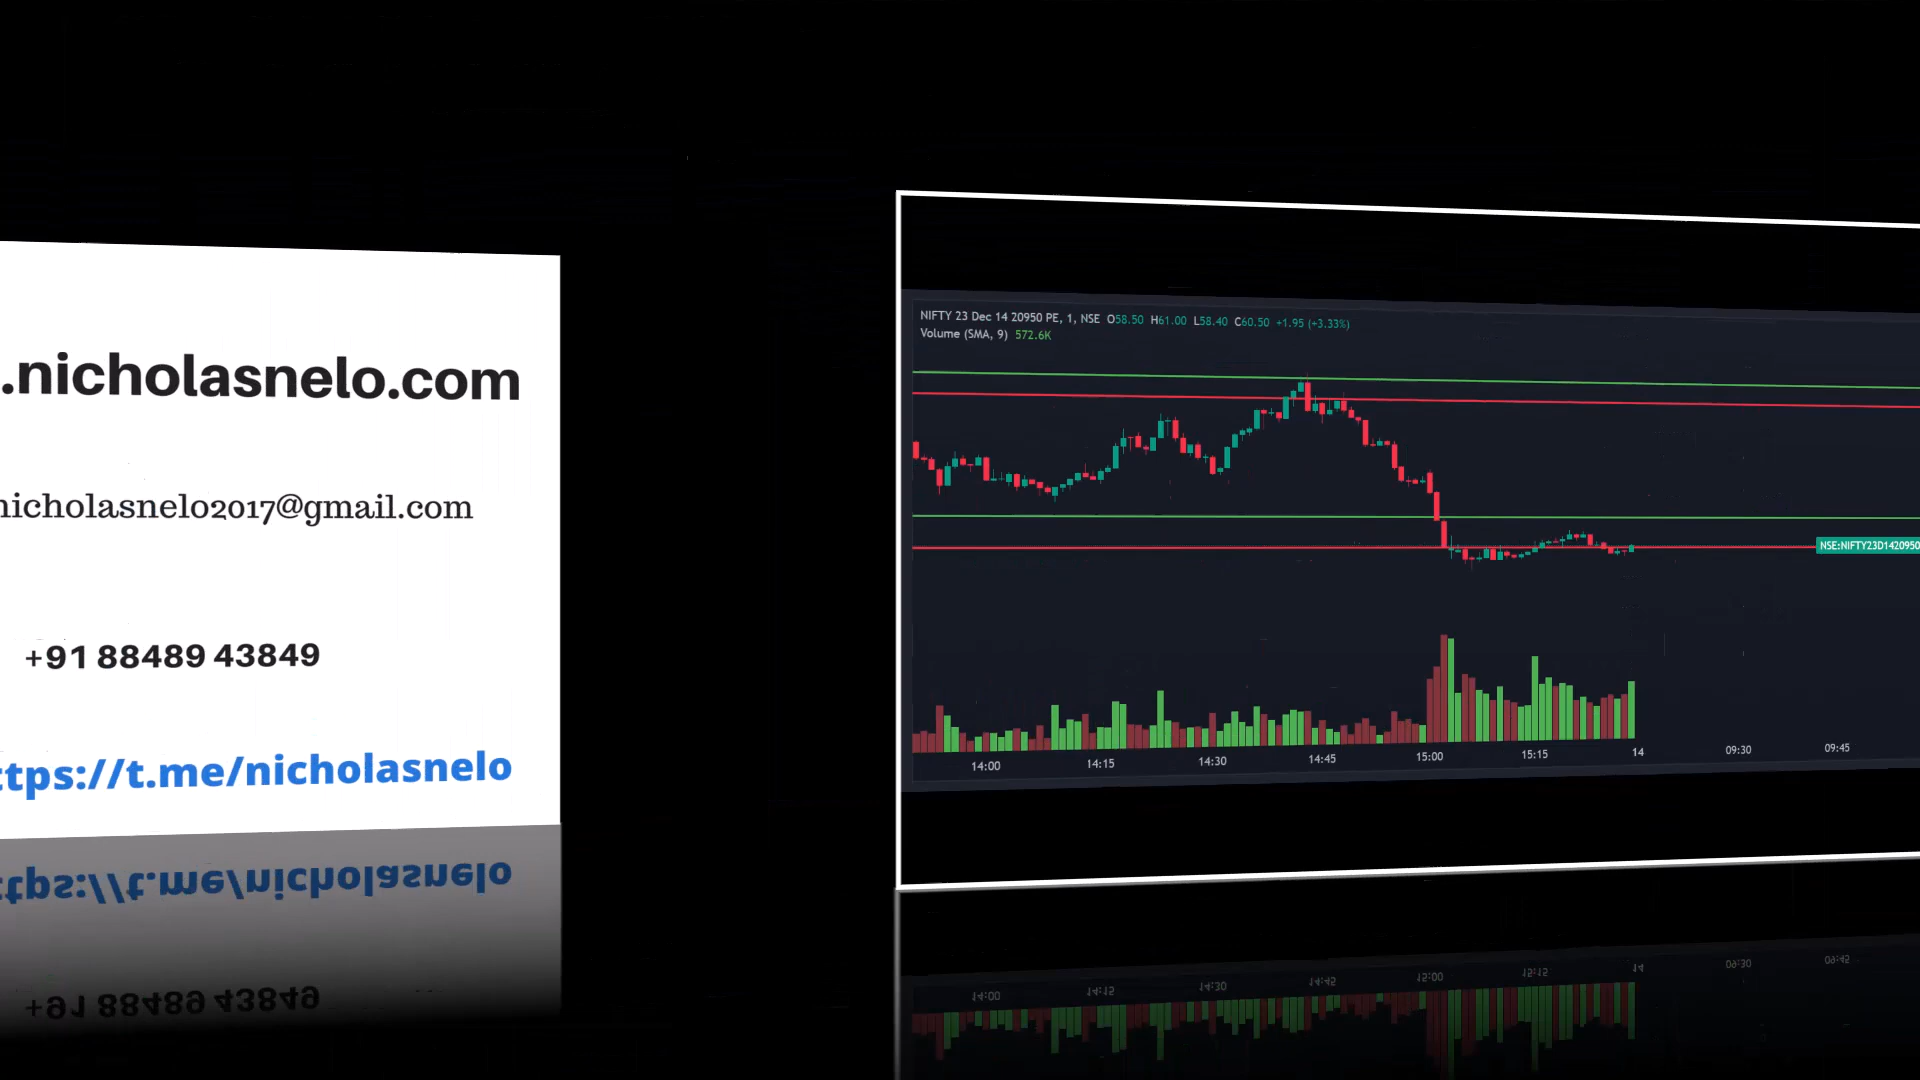 .nicholasnelo.com
nicholasnelo2017@gmail.com
+91 88489 43849
ttps://t.me/nicholasnelo
NIFTY 23 Dec 14 20950 PE, 1, NSE O58.50 H61.00 L58.40 C60.50 +1.95 (+3.33%)
Volume (SMA, 9) 572.6K
NSE:NIFTY23D1420950
14:00 14:15 14:30 14:45 15:00 15:15 14 09:30 09:45